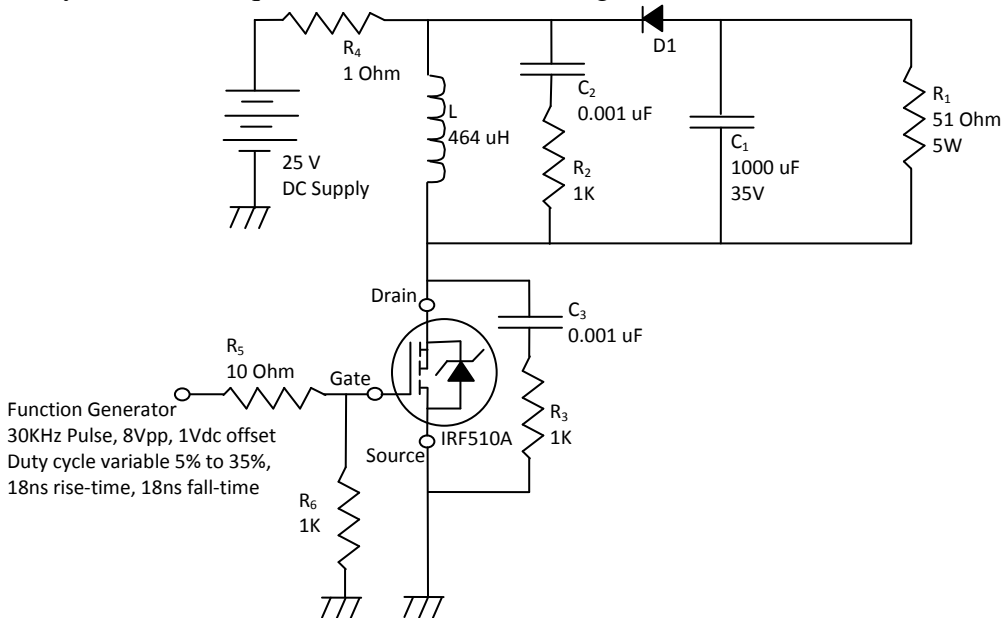 R4
1 Ohm
25 V
DC Supply
L
464 uH
C2
0.001 uF
R2
1K
D1
C1
1000 uF
35V
R1
51 Ohm
5W
Drain
C3
0.001 uF
R5
10 Ohm
Gate
R3
1K
IRF510A
Source
Function Generator
30KHz Pulse, 8Vpp, 1Vdc offset
Duty cycle variable 5% to 35%,
18ns rise-time, 18ns fall-time
R6
1K